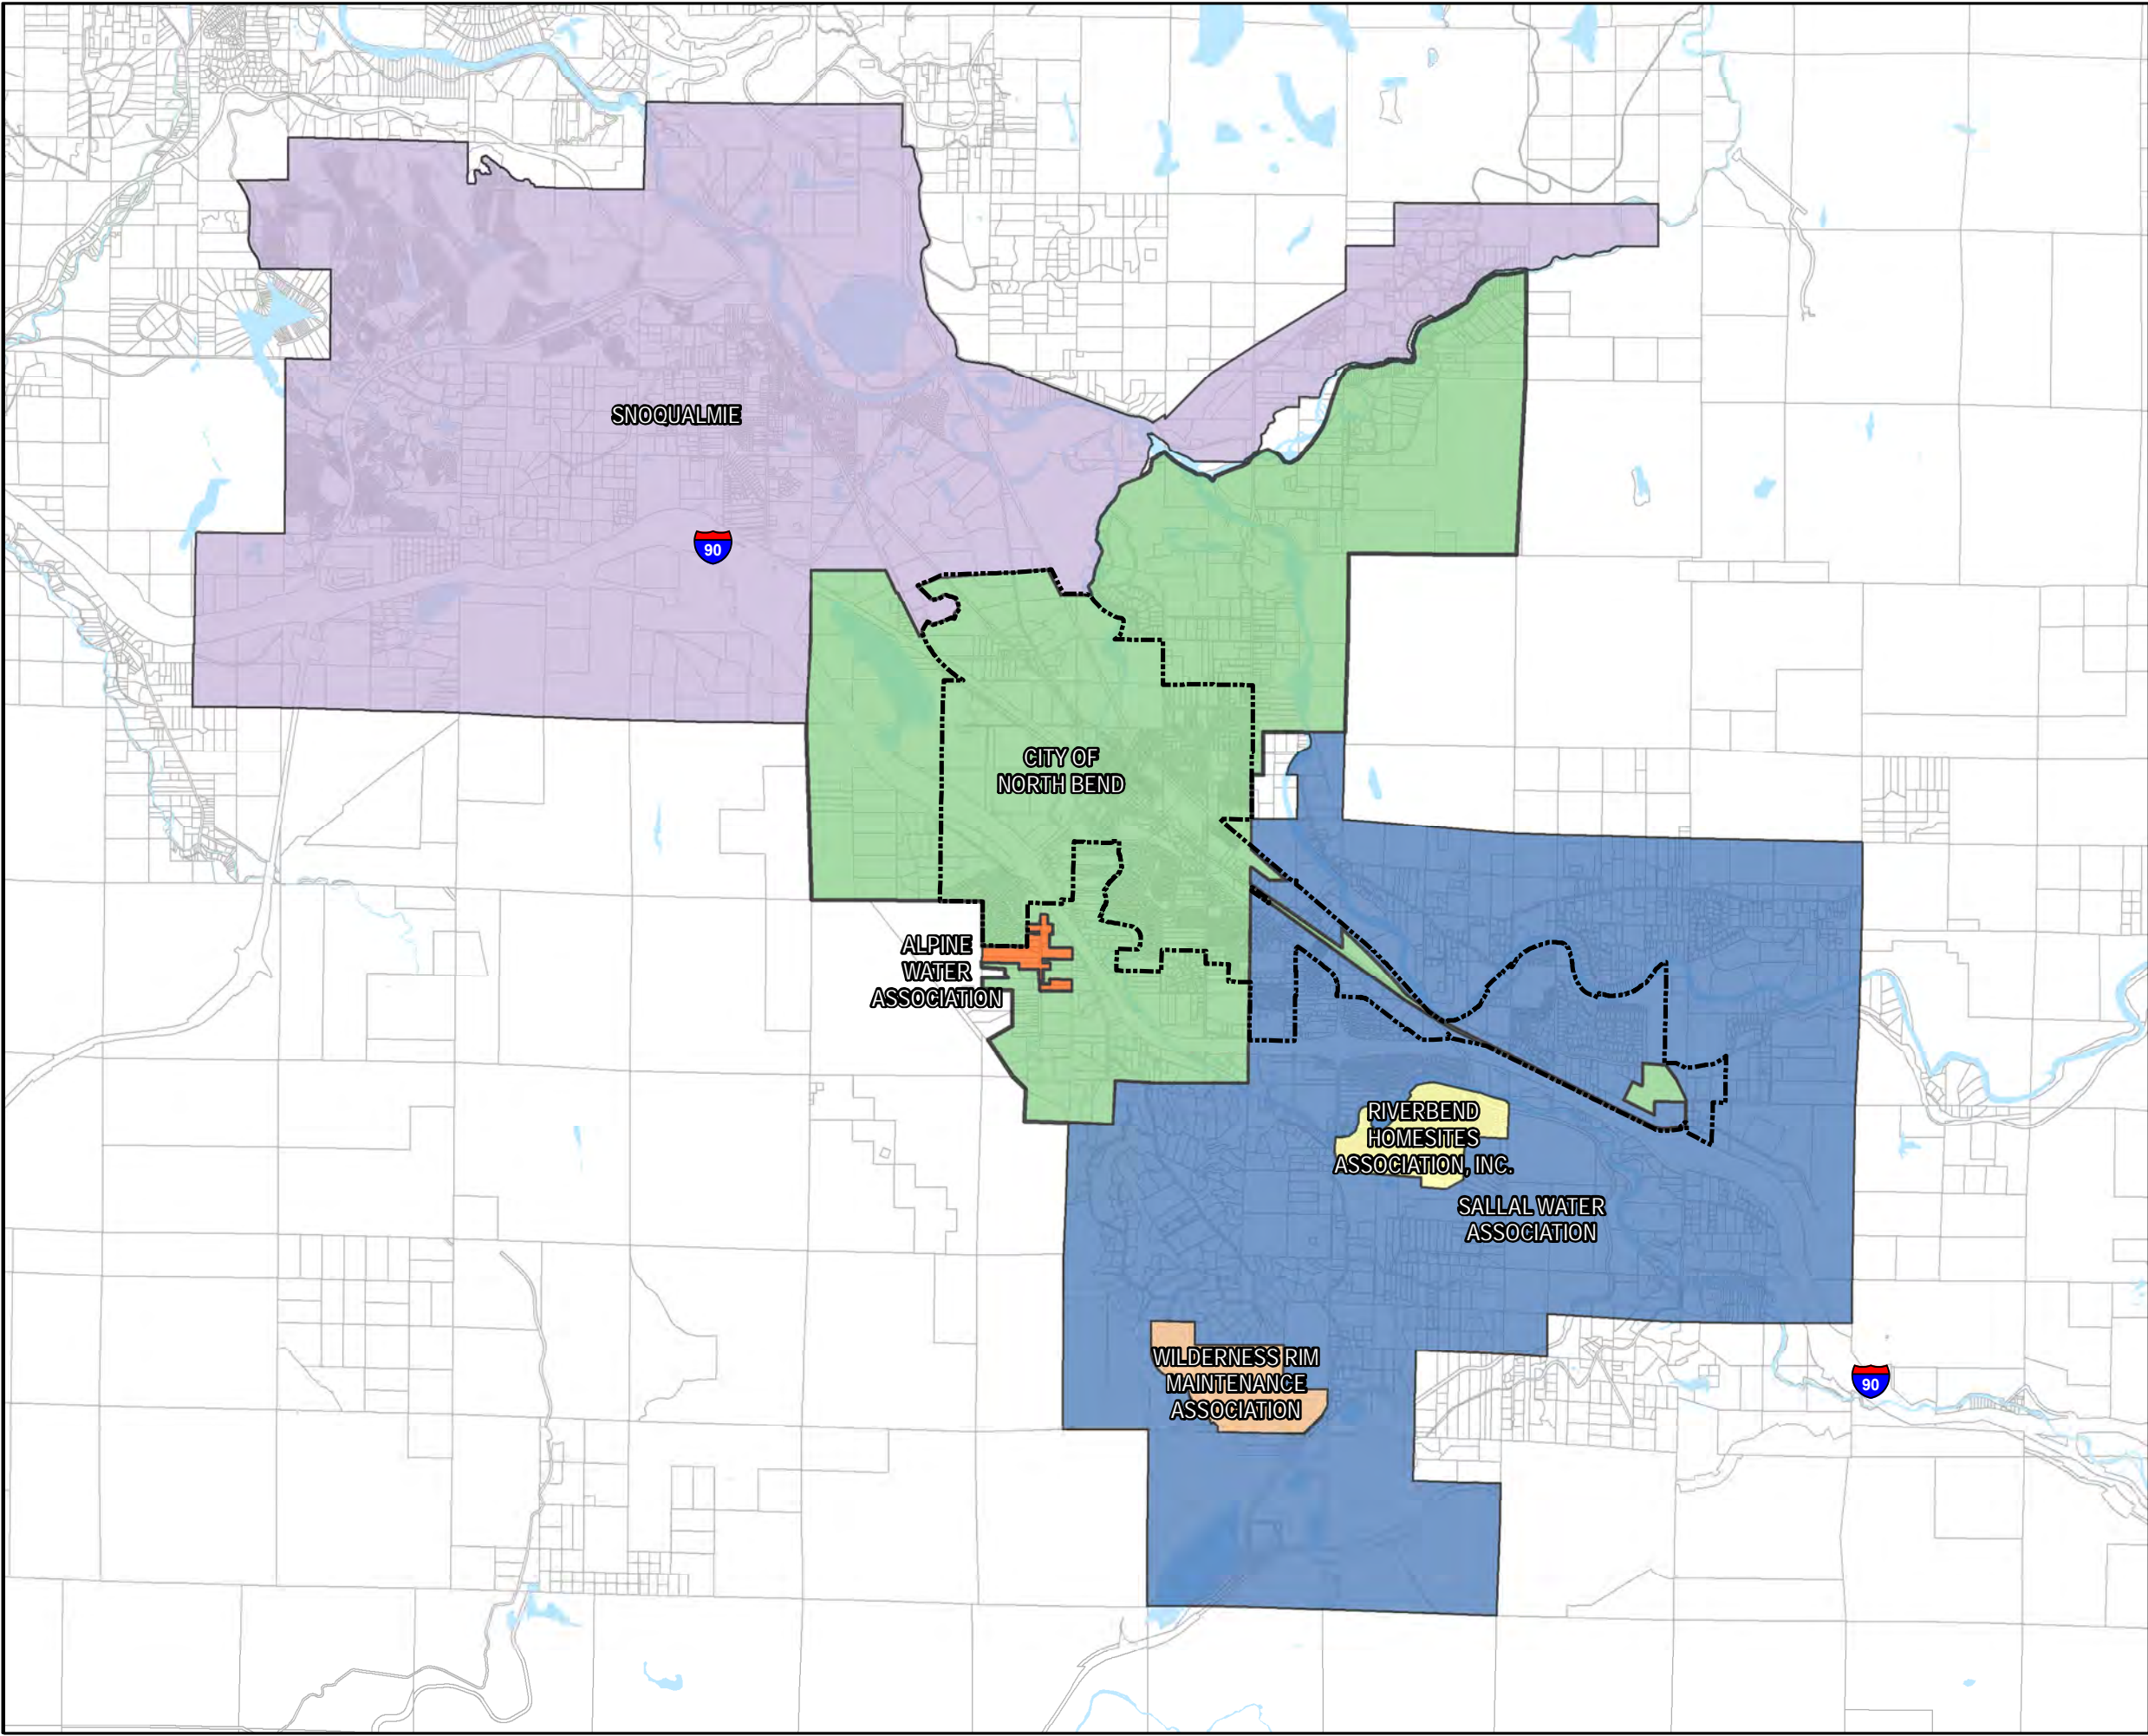 SNOQUALMIE
90
CITY OF
NORTH BEND
ALPINE
WATER
ASSOCIATION
RIVERBEND
HOMESITES
ASSOCIATION, INC.
SALLAL WATER
ASSOCIATION
WILDERNESS RIM
MAINTENANCE
ASSOCIATION
90